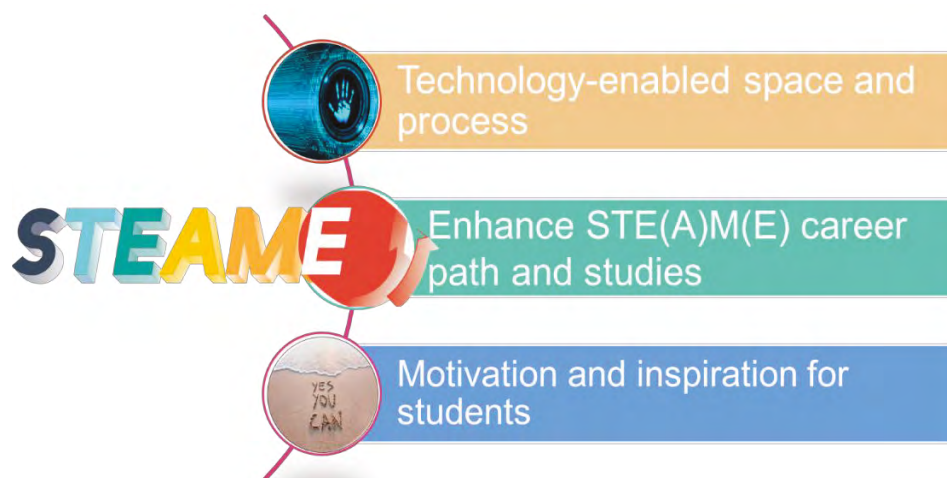 Technology-enabled space and
process
STEAME
Enhance STE(A)M(E) career
path and studies
YES
YOU
CAN
Motivation and inspiration for
students